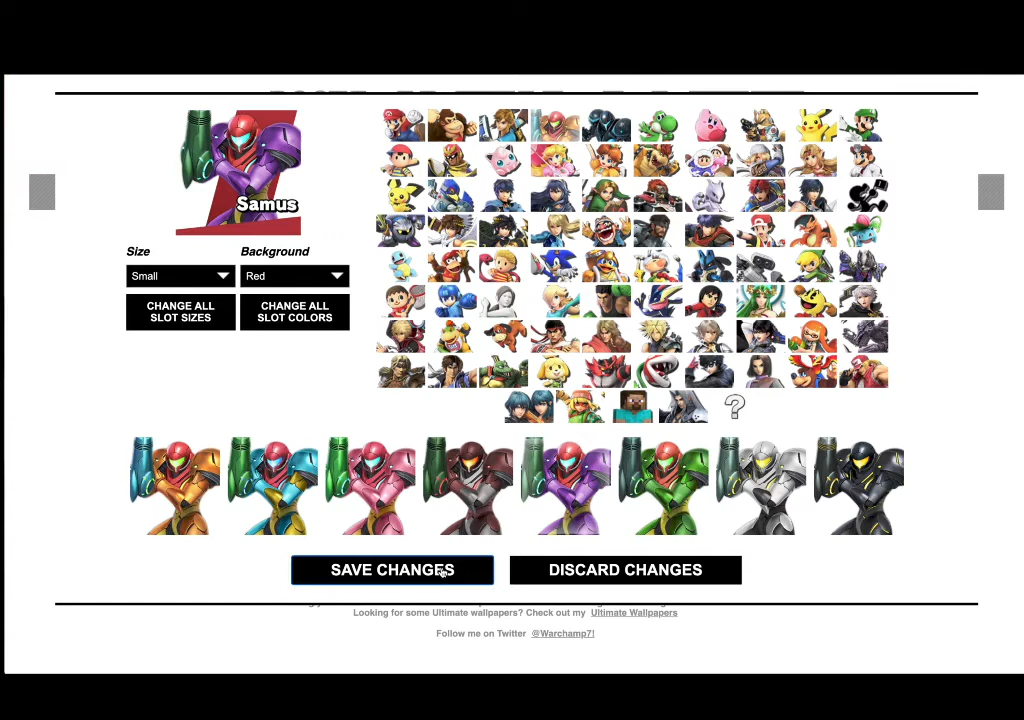 Samus
Size
Background
Small
Red
CHANGE ALL
SLOT SIZES
CHANGE ALL
SLOT COLORS
?
SAVE CHANGES
DISCARD CHANGES
Looking for some Ultimate wallpapers? Check out my Ultimate Wallpapers
Follow me on Twitter @Warchamp7!